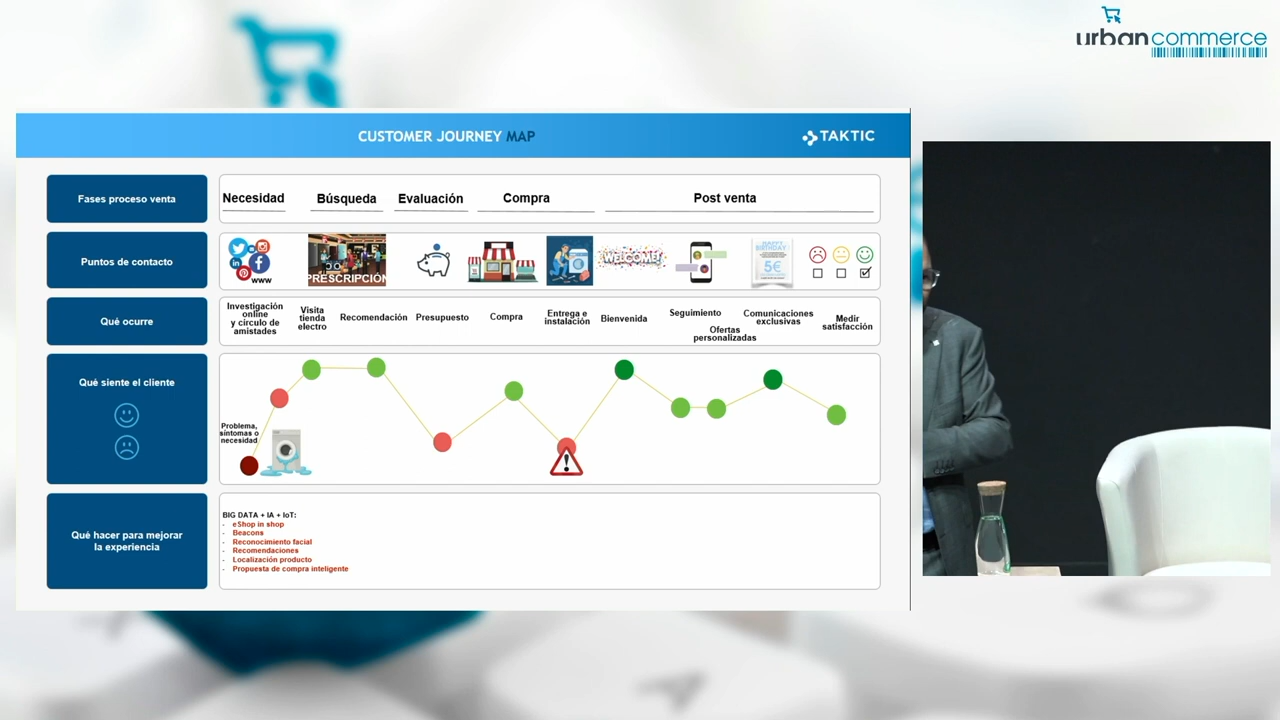 urbancommerce
CUSTOMER JOURNEY MAP
TAKTIC
Fases proceso venta
Necesidad
Búsqueda
Evaluación
Compra
Post venta
Puntos de contacto
in
f
www
PRESCRIPCIÓN
WELCOME!
HAPPY
BIRTHDAY
5€
Qué ocurre
Investigación
online
y círculo de
amistades
Visita
tienda
electro
Recomendación
Presupuesto
Compra
Entrega e
instalación
Bienvenida
Seguimiento
Ofertas
personalizadas
Comunicaciones
exclusivas
Medir
satisfacción
Qué siente el cliente
Problema,
síntomas o
necesidad
!
Qué hacer para mejorar
la experiencia
BIG DATA + IA + IoT:
- eShop in shop
- Beacons
- Reconocimiento facial
- Recomendaciones
- Localización producto
- Propuesta de compra inteligente